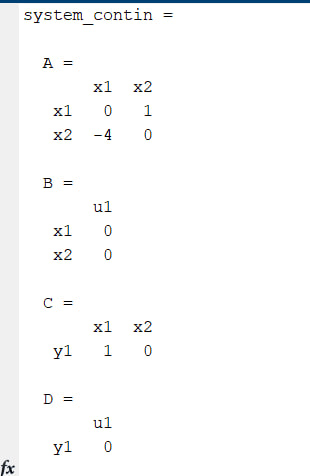 system_contin =
A =
x1 x2
x1 0 1
x2 -4 0
B =
u1
x1 0
x2 0
C =
x1 x2
y1 1 0
D =
u1
y1 0
fx